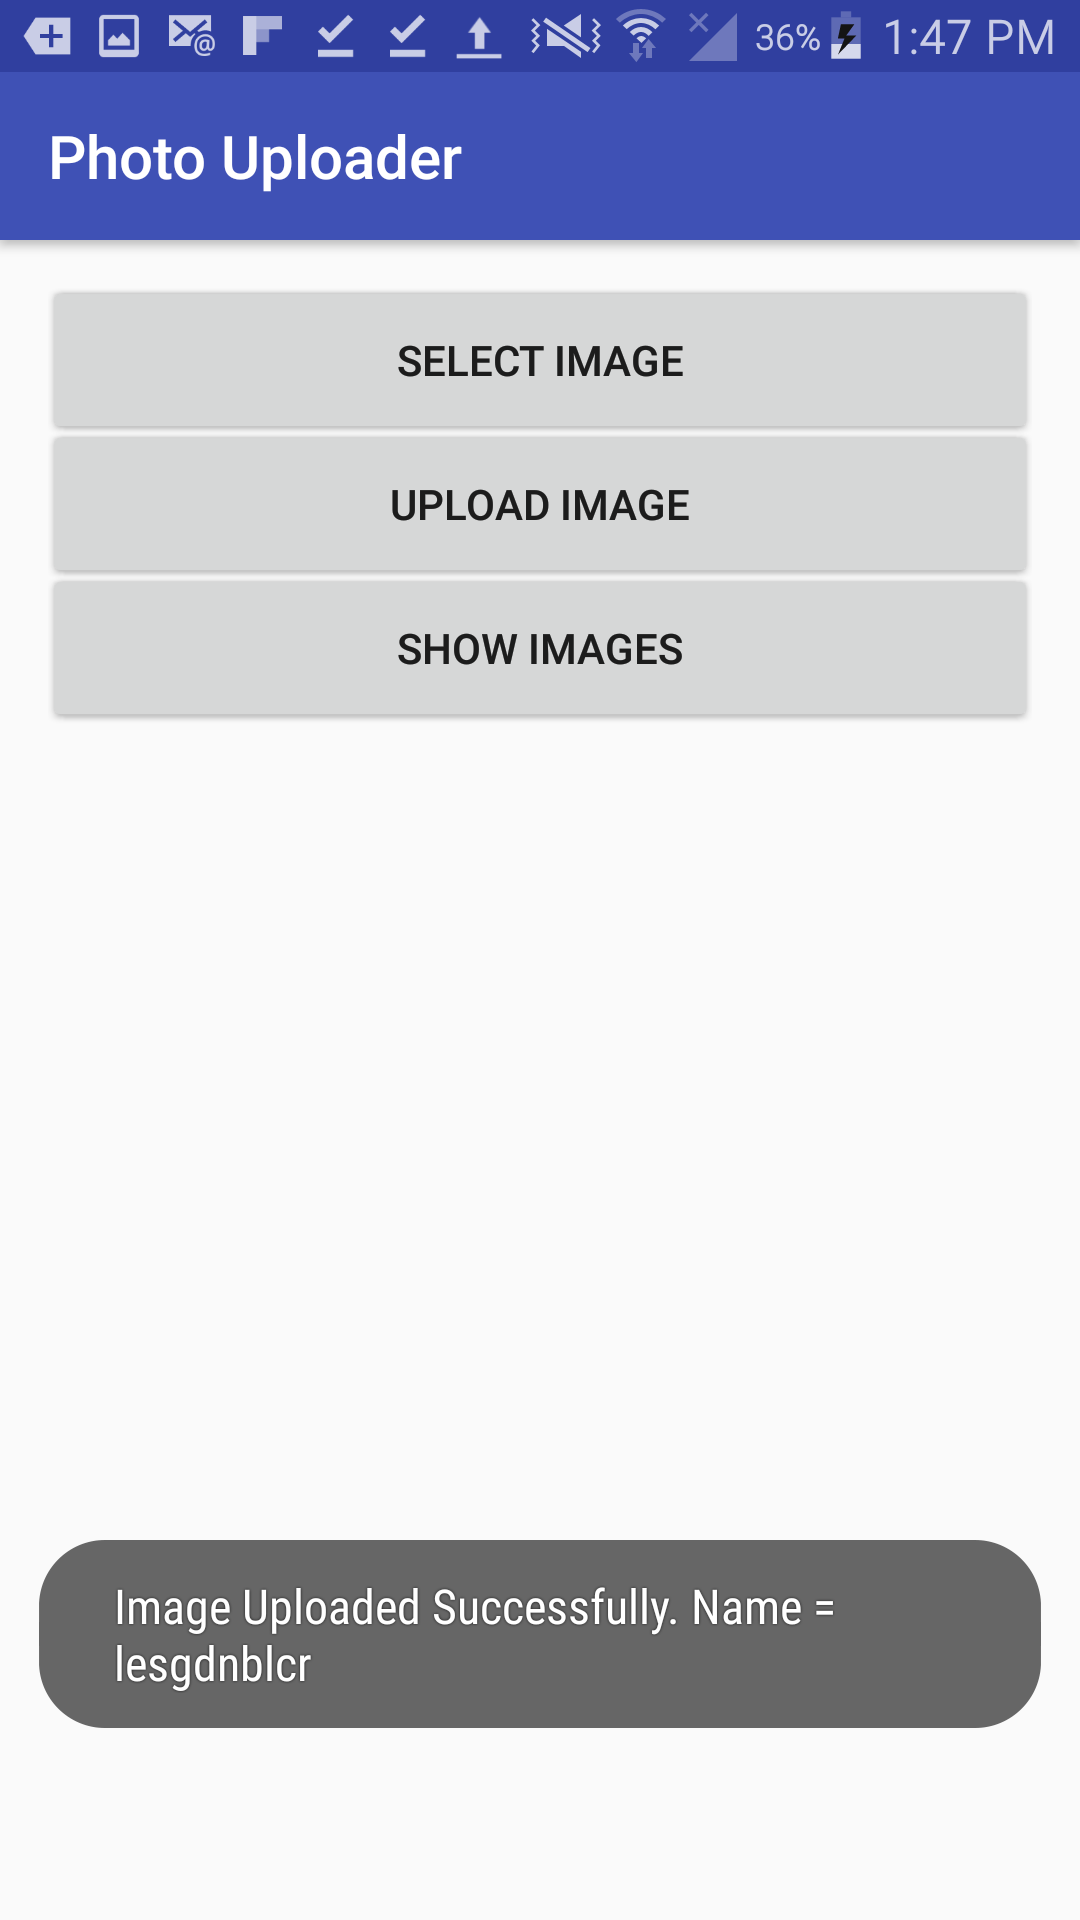 36% 1:47 PM
Photo Uploader
SELECT IMAGE
UPLOAD IMAGE
SHOW IMAGES
Image Uploaded Successfully. Name =
lesgdnblcr